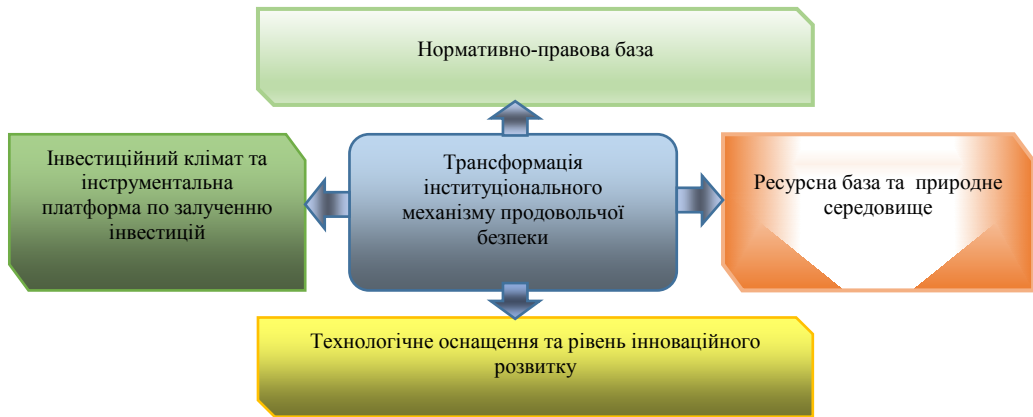 Нормативно-правова база
Інвестиційний клімат та
інструментальна
платформа по залученню
інвестицій
Трансформація
інституціонального
механізму продовольчої
безпеки
Ресурсна база та природне
середовище
Технологічне оснащення та рівень інноваційного
розвитку